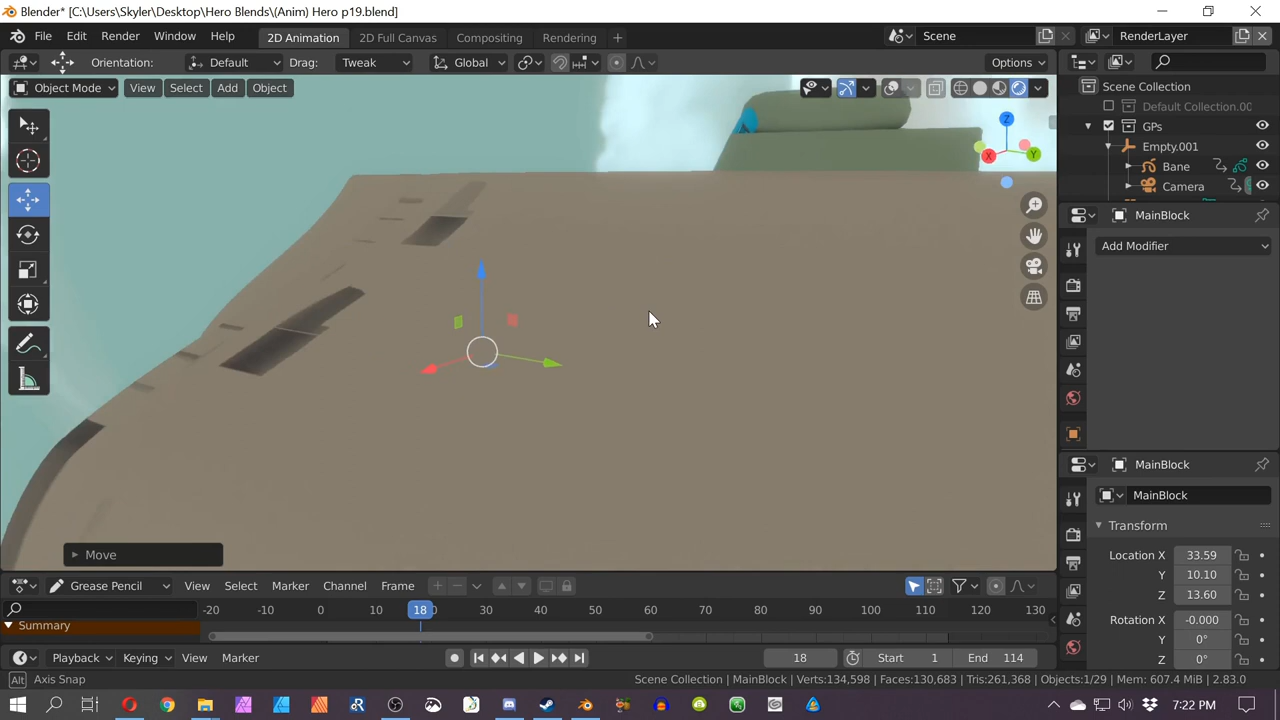 Blender* [C:\Users\Skyler\Desktop\Hero Blends\(Anim) Hero p19.blend]
File Edit Render Window Help 2D Animation 2D Full Canvas Compositing Rendering + Scene RenderLayer
Orientation: Default Drag: Tweak Global Options
Object Mode View Select Add Object
Scene Collection
Default Collection.00
GPs
Empty.001
Bane
Camera
Z
X Y
MainBlock
Add Modifier
MainBlock
MainBlock
Transform
Location X 33.59
Y 10.10
Z 13.60
Rotation X -0.000
Y 0°
Z 0°
Move
Grease Pencil View Select Marker Channel Frame
-20 -10 0 10 18 30 40 50 60 70 80 90 100 110 120 130
Summary
Playback Keying View Marker 18 Start 1 End 114
Alt Axis Snap Scene Collection | MainBlock | Verts:134,598 | Faces:130,683 | Tris:261,368 | Objects:1/29 | Mem: 607.4 MiB | 2.83.0
7:22 PM